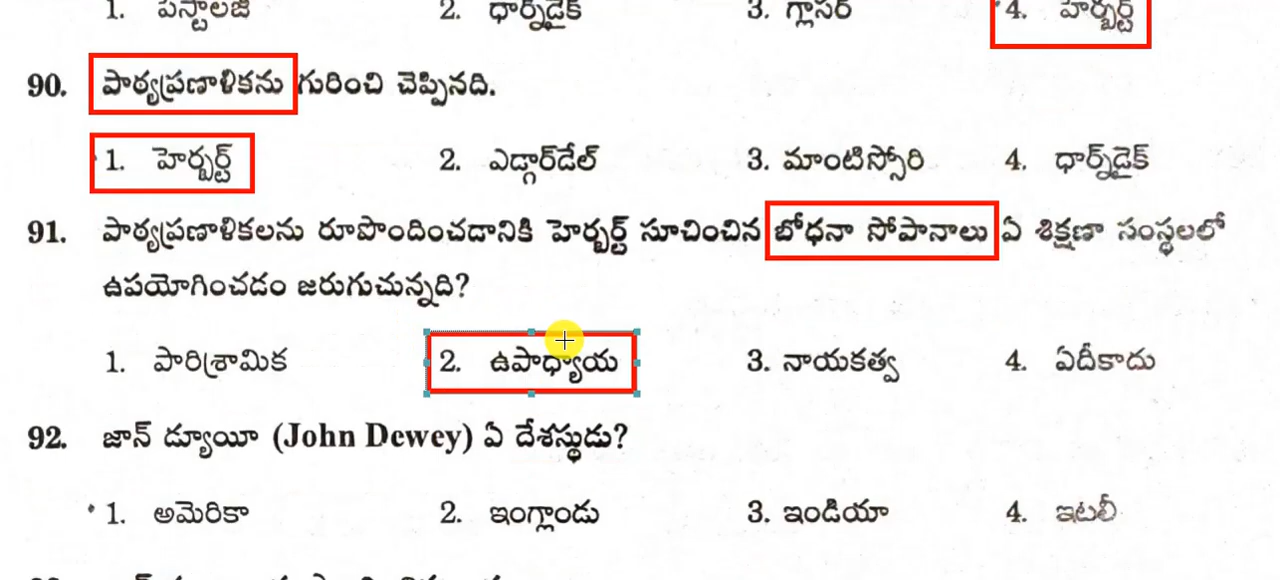 1. పెస్టాలజీ 2. థార్న్‌డైక్ 3. గ్లాసర్ 4. హెర్బర్ట్
90. పాఠ్యప్రణాళికను గురించి చెప్పినది.
1. హెర్బర్ట్ 2. ఎడ్గార్‌డేల్ 3. మాంటిస్సోరి 4. థార్న్‌డైక్
91. పాఠ్యప్రణాళికలను రూపొందించడానికి హెర్బర్ట్ సూచించిన బోధనా సోపానాలు ఏ శిక్షణా సంస్థలలో
ఉపయోగించడం జరుగుచున్నది?
1. పారిశ్రామిక 2. ఉపాధ్యాయ 3. నాయకత్వ 4. ఏదీకాదు
92. జాన్ డ్యూయీ (John Dewey) ఏ దేశస్థుడు?
1. అమెరికా 2. ఇంగ్లాండు 3. ఇండియా 4. ఇటలీ